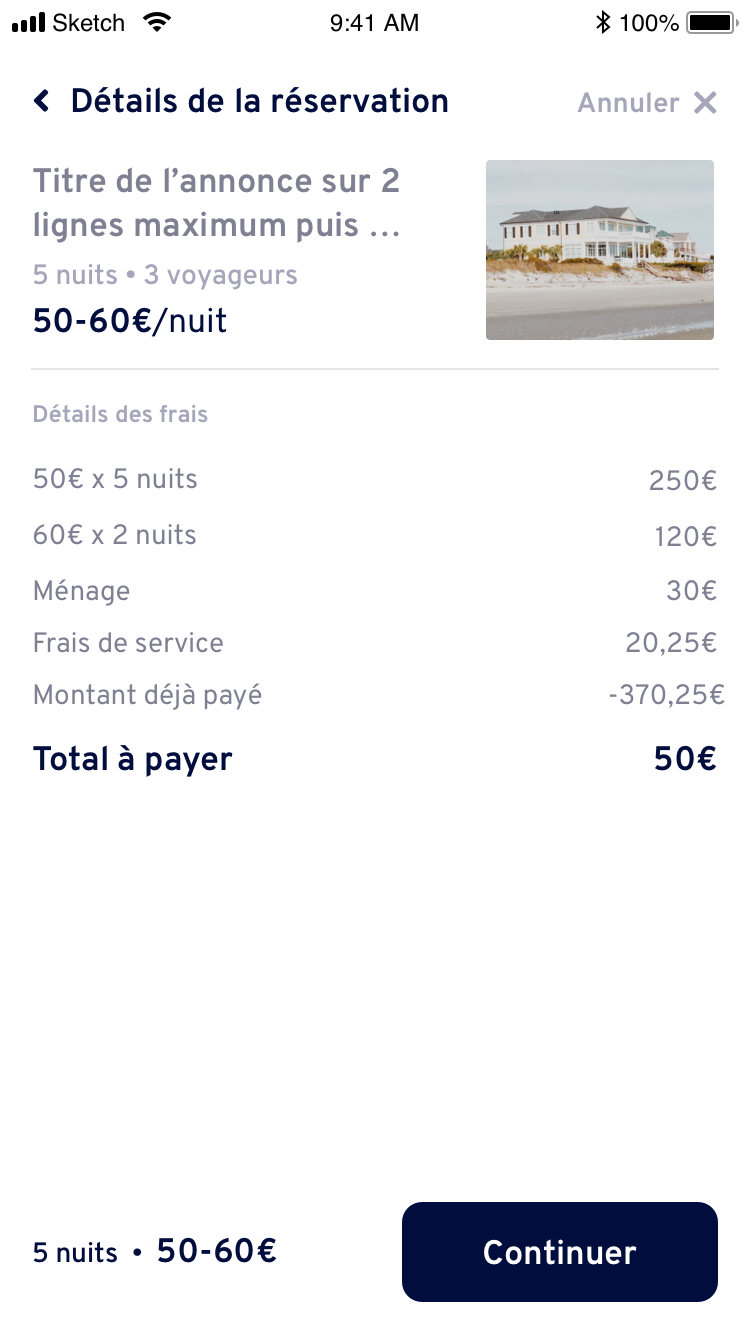 Sketch 9:41 AM 100%
Détails de la réservation Annuler
Titre de l’annonce sur 2
lignes maximum puis ...
5 nuits • 3 voyageurs
50-60€/nuit
Détails des frais
50€ x 5 nuits 250€
60€ x 2 nuits 120€
Ménage 30€
Frais de service 20,25€
Montant déjà payé -370,25€
Total à payer 50€
5 nuits • 50-60€ Continuer